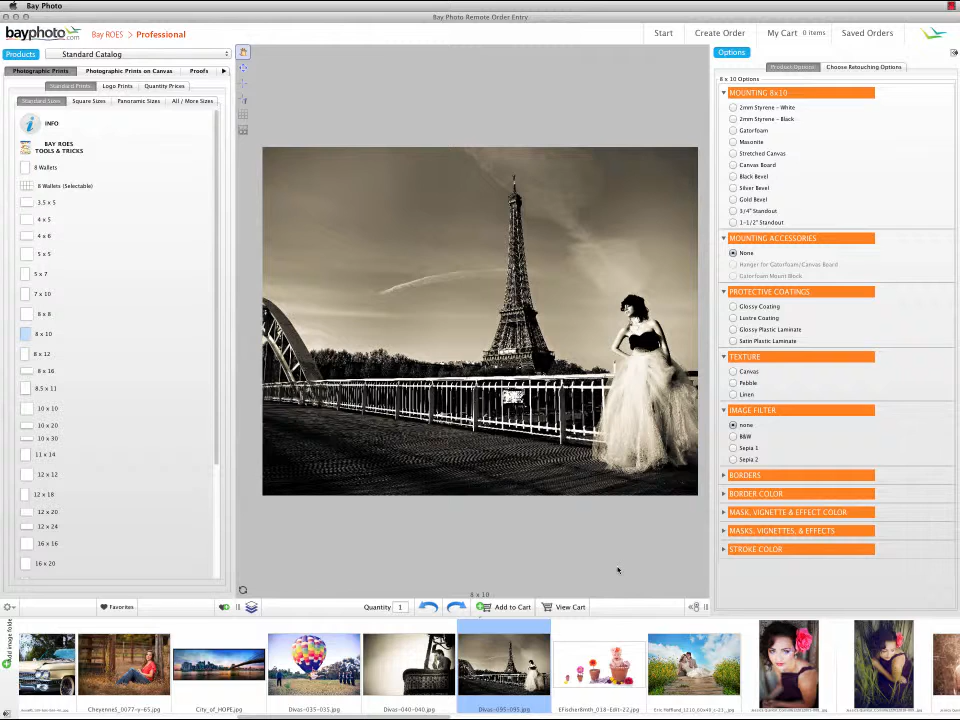 Bay Photo
Bay Photo Remote Order Entry
bayphoto.com
Bay ROES > Professional
Start
Create Order
My Cart 0 Items
Saved Orders
Products
Standard Catalog
Options
Photographic Prints
Photographic Prints on Canvas
Proofs
Product Options
Choose Retouching Options
Standard Prints
Logo Prints
Quantity Prices
Standard Sizes
Square Sizes
Panoramic Sizes
All / More Sizes
INFO
BAY ROES
TOOLS & TRICKS
8 Wallets
8 Wallets (Selectable)
3.5 x 5
4 x 5
4 x 6
5 x 5
5 x 7
7 x 10
8 x 8
8 x 10
8 x 12
8 x 16
8.5 x 11
10 x 10
10 x 20
10 x 30
11 x 14
12 x 12
12 x 18
12 x 20
12 x 24
16 x 16
16 x 20
8 x 10 Options
MOUNTING 8x10
2mm Styrene - White
2mm Styrene - Black
Gatorfoam
Masonite
Stretched Canvas
Canvas Board
Black Bevel
Silver Bevel
Gold Bevel
3/4" Standout
1-1/2" Standout
MOUNTING ACCESSORIES
None
Hanger for Gatorfoam/Canvas Board
Gatorfoam Mount Block
PROTECTIVE COATINGS
Glossy Coating
Lustre Coating
Glossy Plastic Laminate
Satin Plastic Laminate
TEXTURE
Canvas
Pebble
Linen
IMAGE FILTER
none
B&W
Sepia 1
Sepia 2
BORDERS
BORDER COLOR
MASK, VIGNETTE & EFFECT COLOR
MASKS, VIGNETTES, & EFFECTS
STROKE COLOR
8 x 10
Favorites
Quantity 1
Add to Cart
View Cart
Add image folder
CheyenneS_0077-y-65.jpg
City_of_HOPE.jpg
Divas-035-035.jpg
Divas-040-040.jpg
Divas-095-095.jpg
EFischerSmth_018-Edit-22.jpg